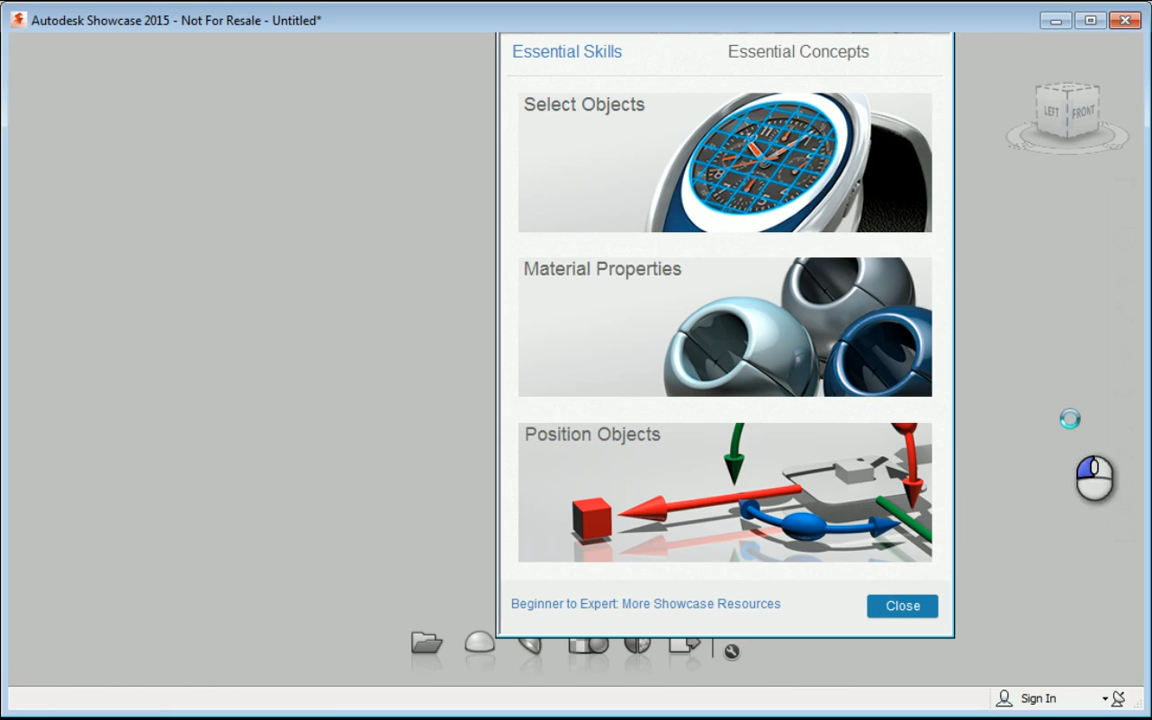 Autodesk Showcase 2015 - Not For Resale - Untitled*
Essential Skills
Essential Concepts
Select Objects
Material Properties
Position Objects
Beginner to Expert: More Showcase Resources
Close
LEFT
FRONT
Sign In